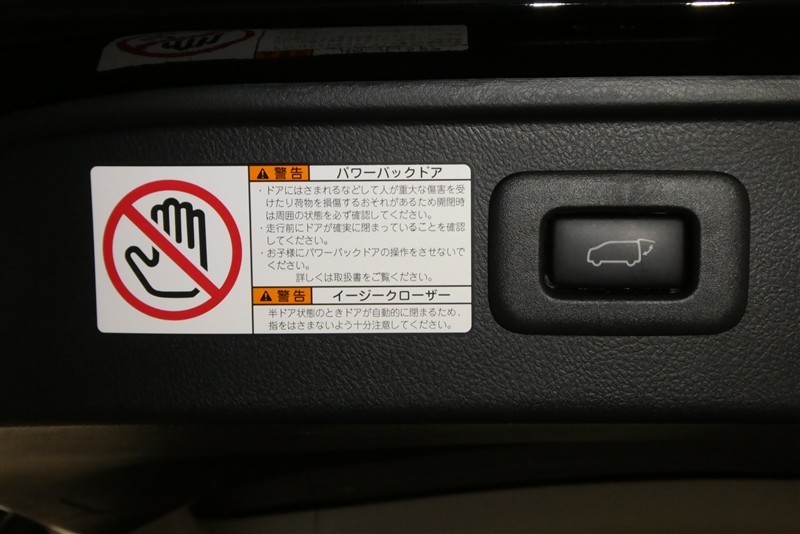 警告 パワーバックドア
・ドアにはさまれるなどして人が重大な傷害を受
けたり荷物を損傷するおそれがあるため開閉時
は周囲の状態を必ず確認してください。
・走行前にドアが確実に閉まっていることを確認
してください。
・お子様にパワーバックドアの操作をさせないで
ください。
詳しくは取扱書をご覧ください。
警告 イージークローザー
半ドア状態のときドアが自動的に閉まるため、
指をはさまないよう十分注意してください。